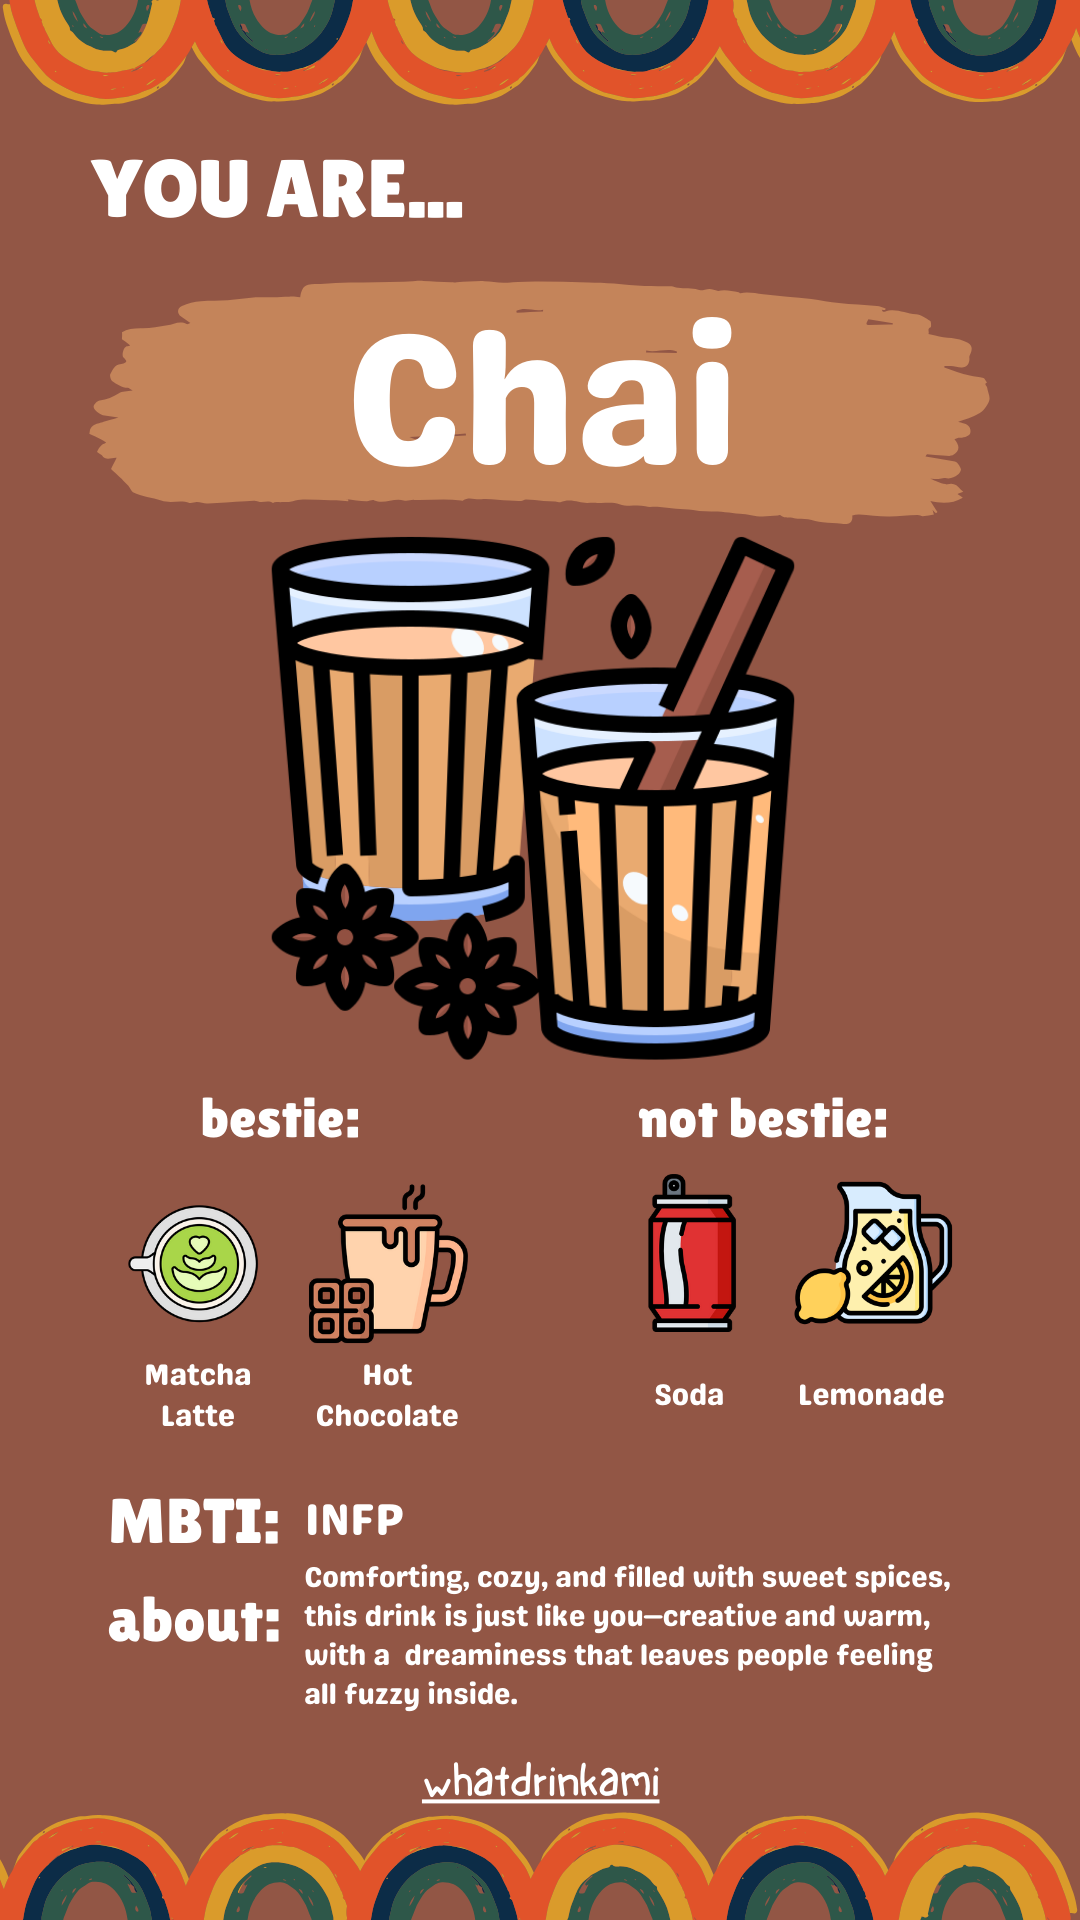 YOU ARE...
Chai
bestie:
not bestie:
Matcha
Latte
Hot
Chocolate
Soda
Lemonade
MBTI:
INFP
about:
Comforting, cozy, and filled with sweet spices,
this drink is just like you—creative and warm,
with a  dreaminess that leaves people feeling
all fuzzy inside.
whatdrinkami